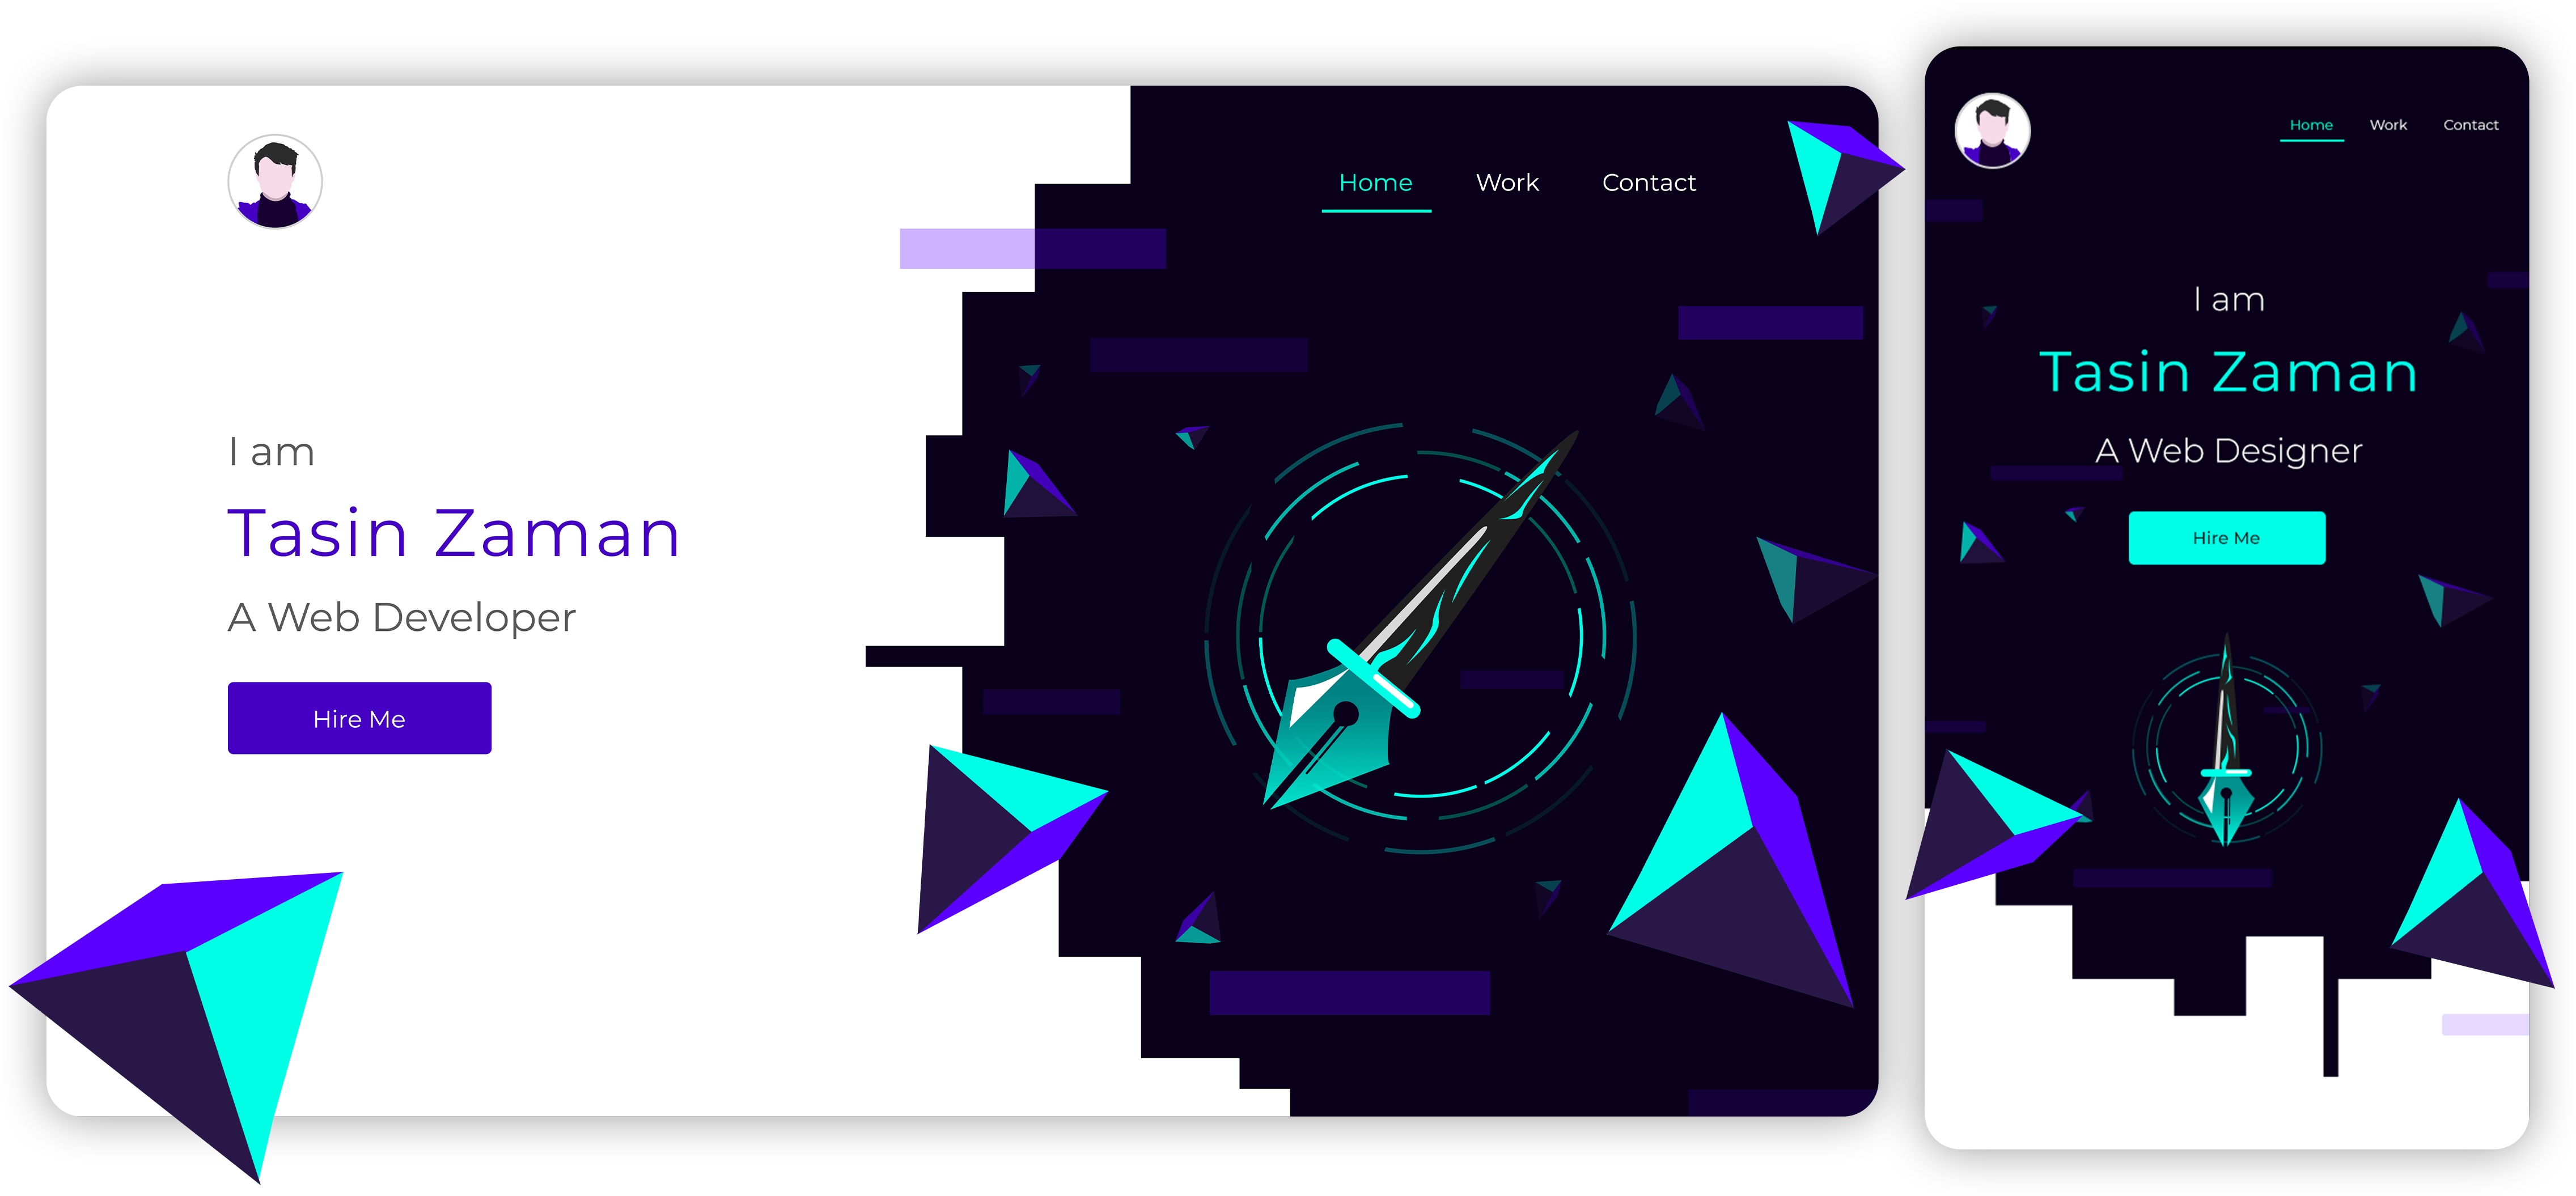 Home Work Contact
I am
Tasin Zaman
A Web Developer
Hire Me
Home Work Contact
I am
Tasin Zaman
A Web Designer
Hire Me